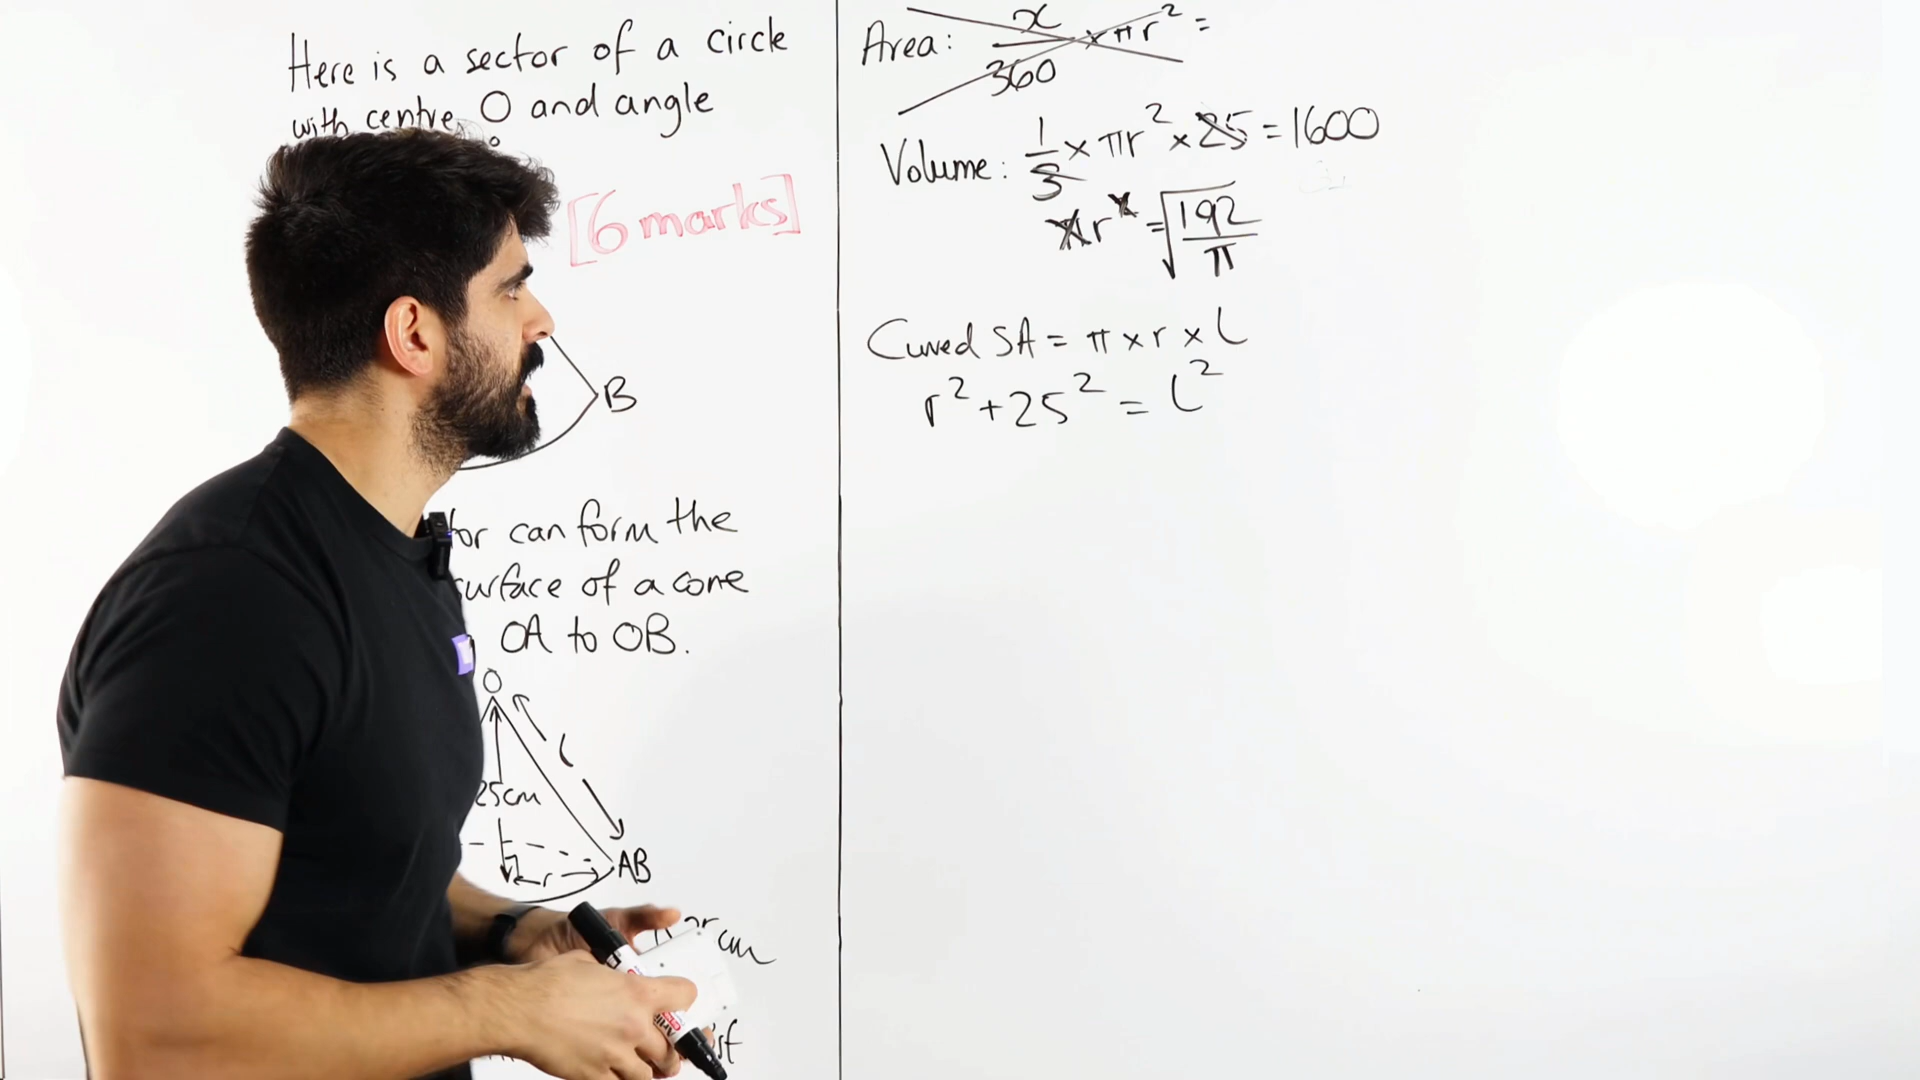 Here is a sector of a circle
with centre O and angle
[6 marks]
B
can form the
surface of a cone
OA to OB.
O
l
25cm
r
AB
cm
Area: x/360 × πr² =
Volume: 1/3 × πr² × 25 = 1600
πr² = √192/π
Curved SA = π × r × l
r² + 25² = l²